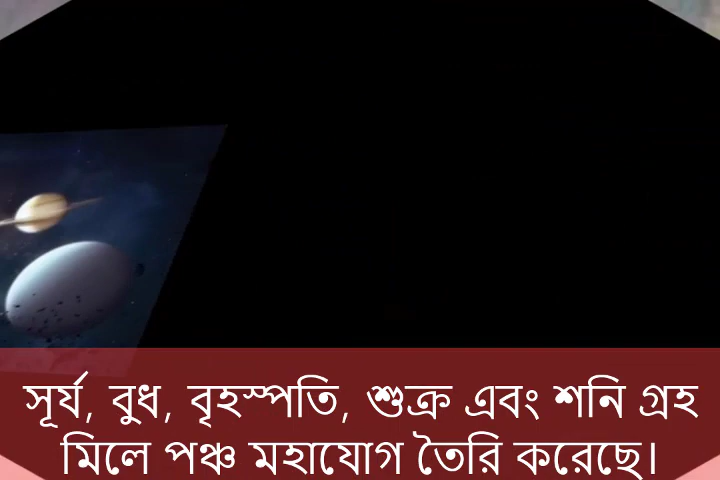 সূর্য, বুধ, বৃহস্পতি, শুক্র এবং শনি গ্রহ
মিলে পঞ্চ মহাযোগ তৈরি করেছে।